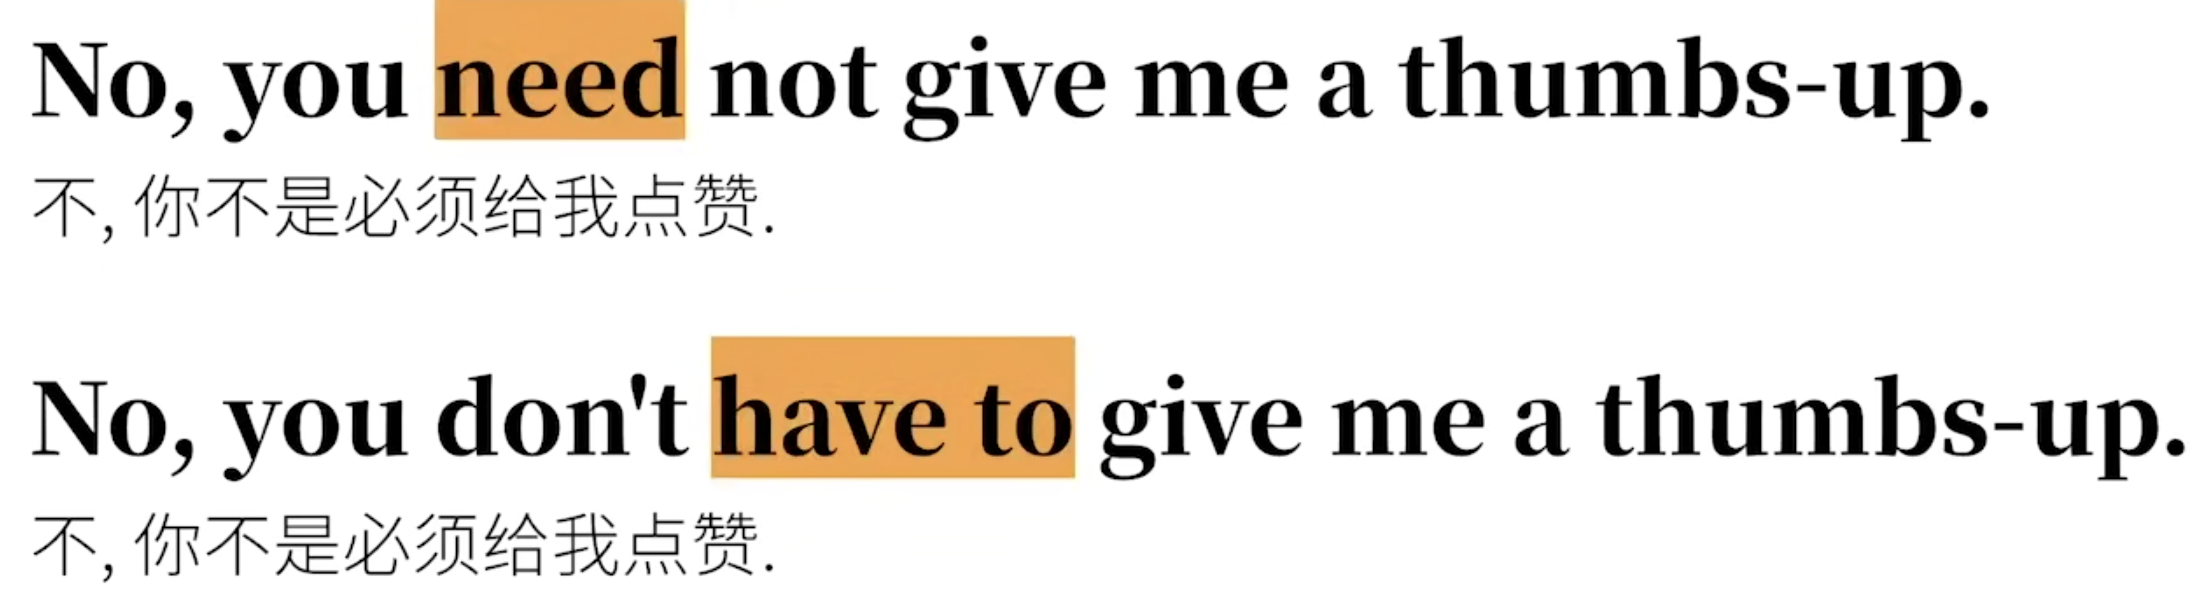 No, you need not give me a thumbs-up.
不, 你不是必须给我点赞.
No, you don't have to give me a thumbs-up.
不, 你不是必须给我点赞.